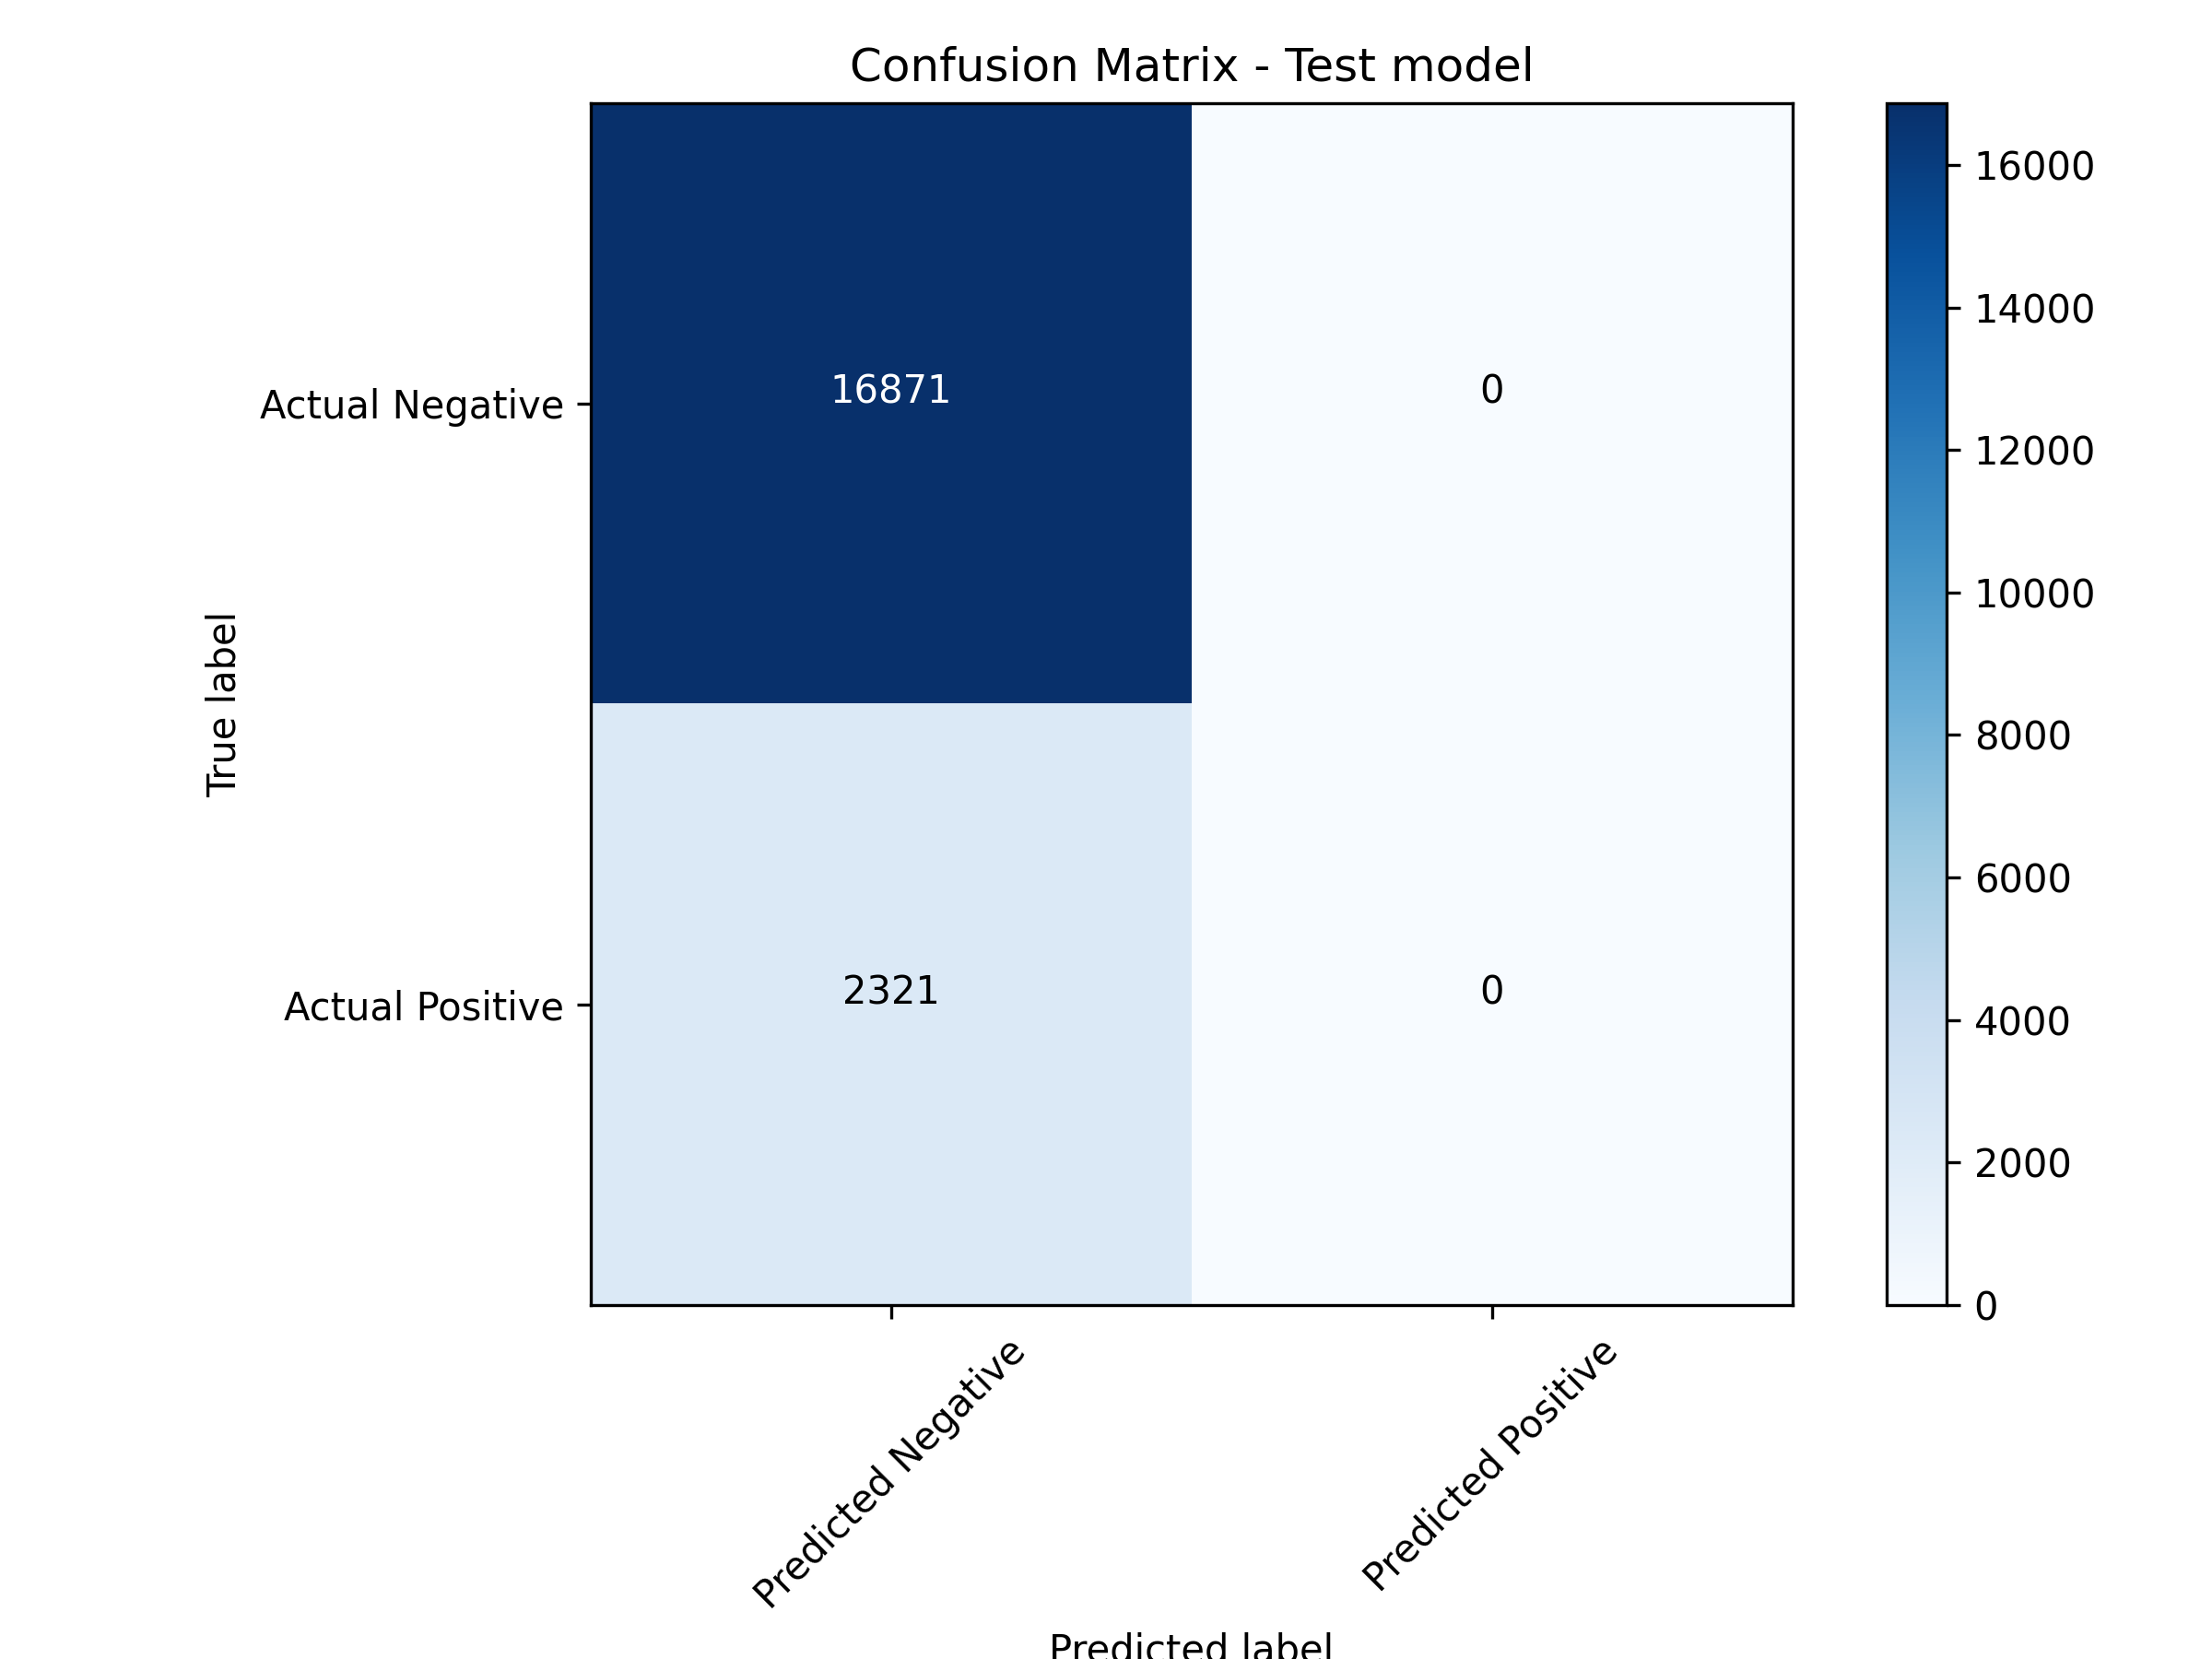 Confusion Matrix - Test model
True label
Actual Negative
Actual Positive
16871
0
2321
0
Predicted Negative
Predicted Positive
Predicted label
16000
14000
12000
10000
8000
6000
4000
2000
0